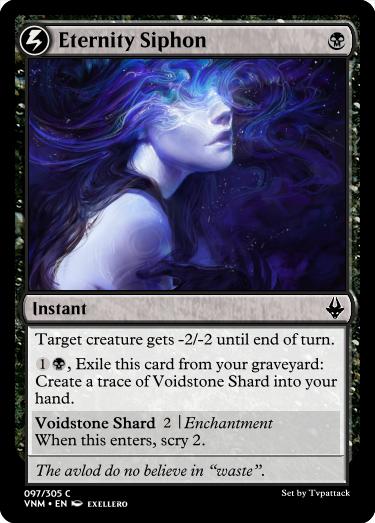 Eternity Siphon
Instant
Target creature gets -2/-2 until end of turn.
1, Exile this card from your graveyard:
Create a trace of Voidstone Shard into your
hand.
Voidstone Shard 2 | Enchantment
When this enters, scry 2.
The avlod do no believe in “waste”.
097/305 C
VNM • EN EXELLERO
Set by Tvpattack